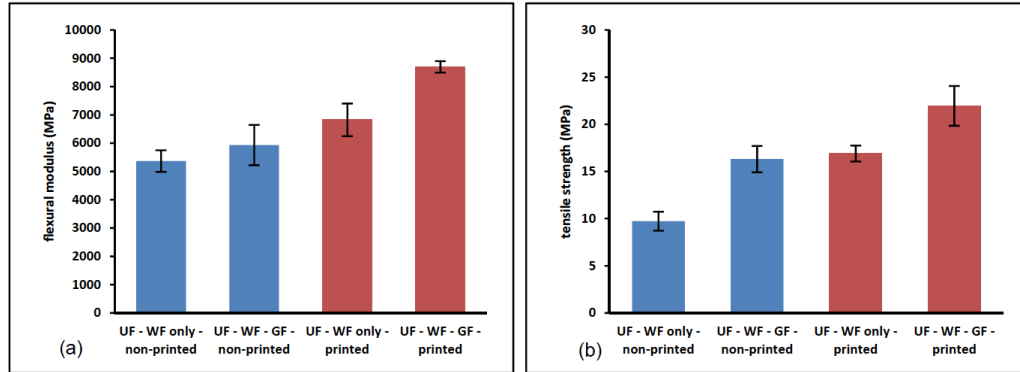 10000
9000
8000
7000
6000
5000
4000
3000
2000
1000
0
flexural modulus (MPa)
UF - WF only - UF - WF - GF - UF - WF only - UF - WF - GF -
non-printed non-printed printed printed
(a)
30
25
20
15
10
5
0
tensile strength (MPa)
UF - WF only - UF - WF - GF - UF - WF only - UF - WF - GF -
non-printed non-printed printed printed
(b)